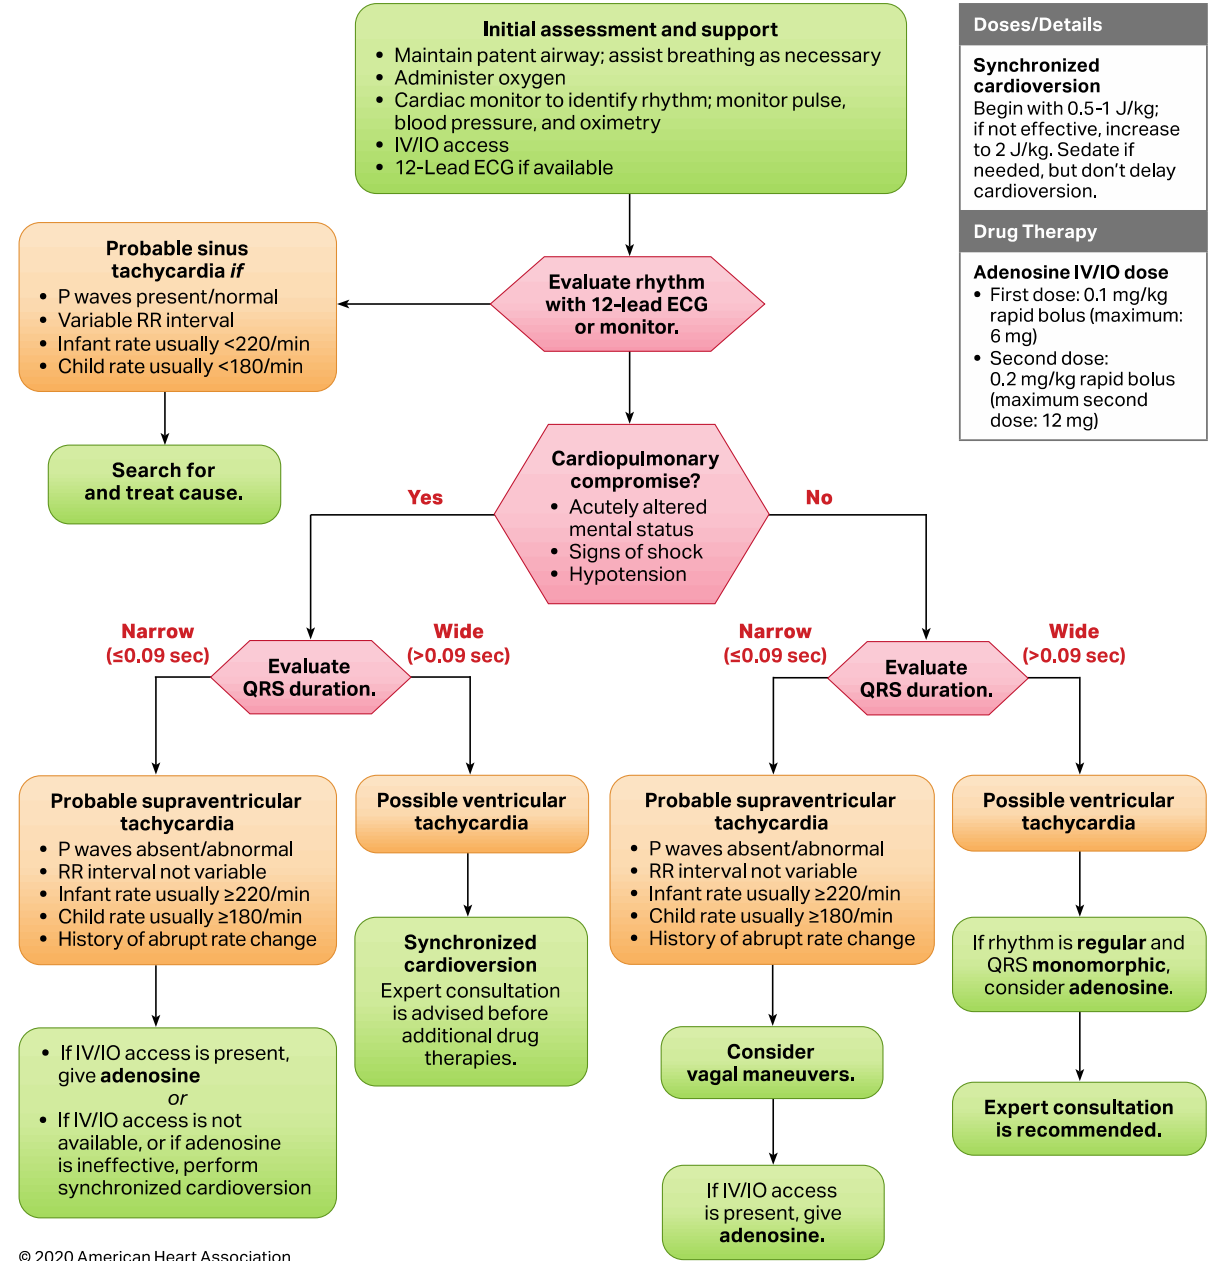 Initial assessment and support
• Maintain patent airway; assist breathing as necessary
• Administer oxygen
• Cardiac monitor to identify rhythm; monitor pulse,
blood pressure, and oximetry
• IV/IO access
• 12-Lead ECG if available
Doses/Details
Synchronized
cardioversion
Begin with 0.5-1 J/kg;
if not effective, increase
to 2 J/kg. Sedate if
needed, but don't delay
cardioversion.
Drug Therapy
Adenosine IV/IO dose
• First dose: 0.1 mg/kg
rapid bolus (maximum:
6 mg)
• Second dose:
0.2 mg/kg rapid bolus
(maximum second
dose: 12 mg)
Probable sinus
tachycardia if
• P waves present/normal
• Variable RR interval
• Infant rate usually <220/min
• Child rate usually <180/min
Evaluate rhythm
with 12-lead ECG
or monitor.
Search for
and treat cause.
Cardiopulmonary
compromise?
• Acutely altered
mental status
• Signs of shock
• Hypotension
Yes
No
Narrow
(≤0.09 sec)
Evaluate
QRS duration.
Wide
(>0.09 sec)
Narrow
(≤0.09 sec)
Evaluate
QRS duration.
Wide
(>0.09 sec)
Probable supraventricular
tachycardia
• P waves absent/abnormal
• RR interval not variable
• Infant rate usually ≥220/min
• Child rate usually ≥180/min
• History of abrupt rate change
Possible ventricular
tachycardia
Probable supraventricular
tachycardia
• P waves absent/abnormal
• RR interval not variable
• Infant rate usually ≥220/min
• Child rate usually ≥180/min
• History of abrupt rate change
Possible ventricular
tachycardia
• If IV/IO access is present,
give adenosine
or
• If IV/IO access is not
available, or if adenosine
is ineffective, perform
synchronized cardioversion
Synchronized
cardioversion
Expert consultation
is advised before
additional drug
therapies.
Consider
vagal maneuvers.
If IV/IO access
is present, give
adenosine.
If rhythm is regular and
QRS monomorphic,
consider adenosine.
Expert consultation
is recommended.
© 2020 American Heart Association